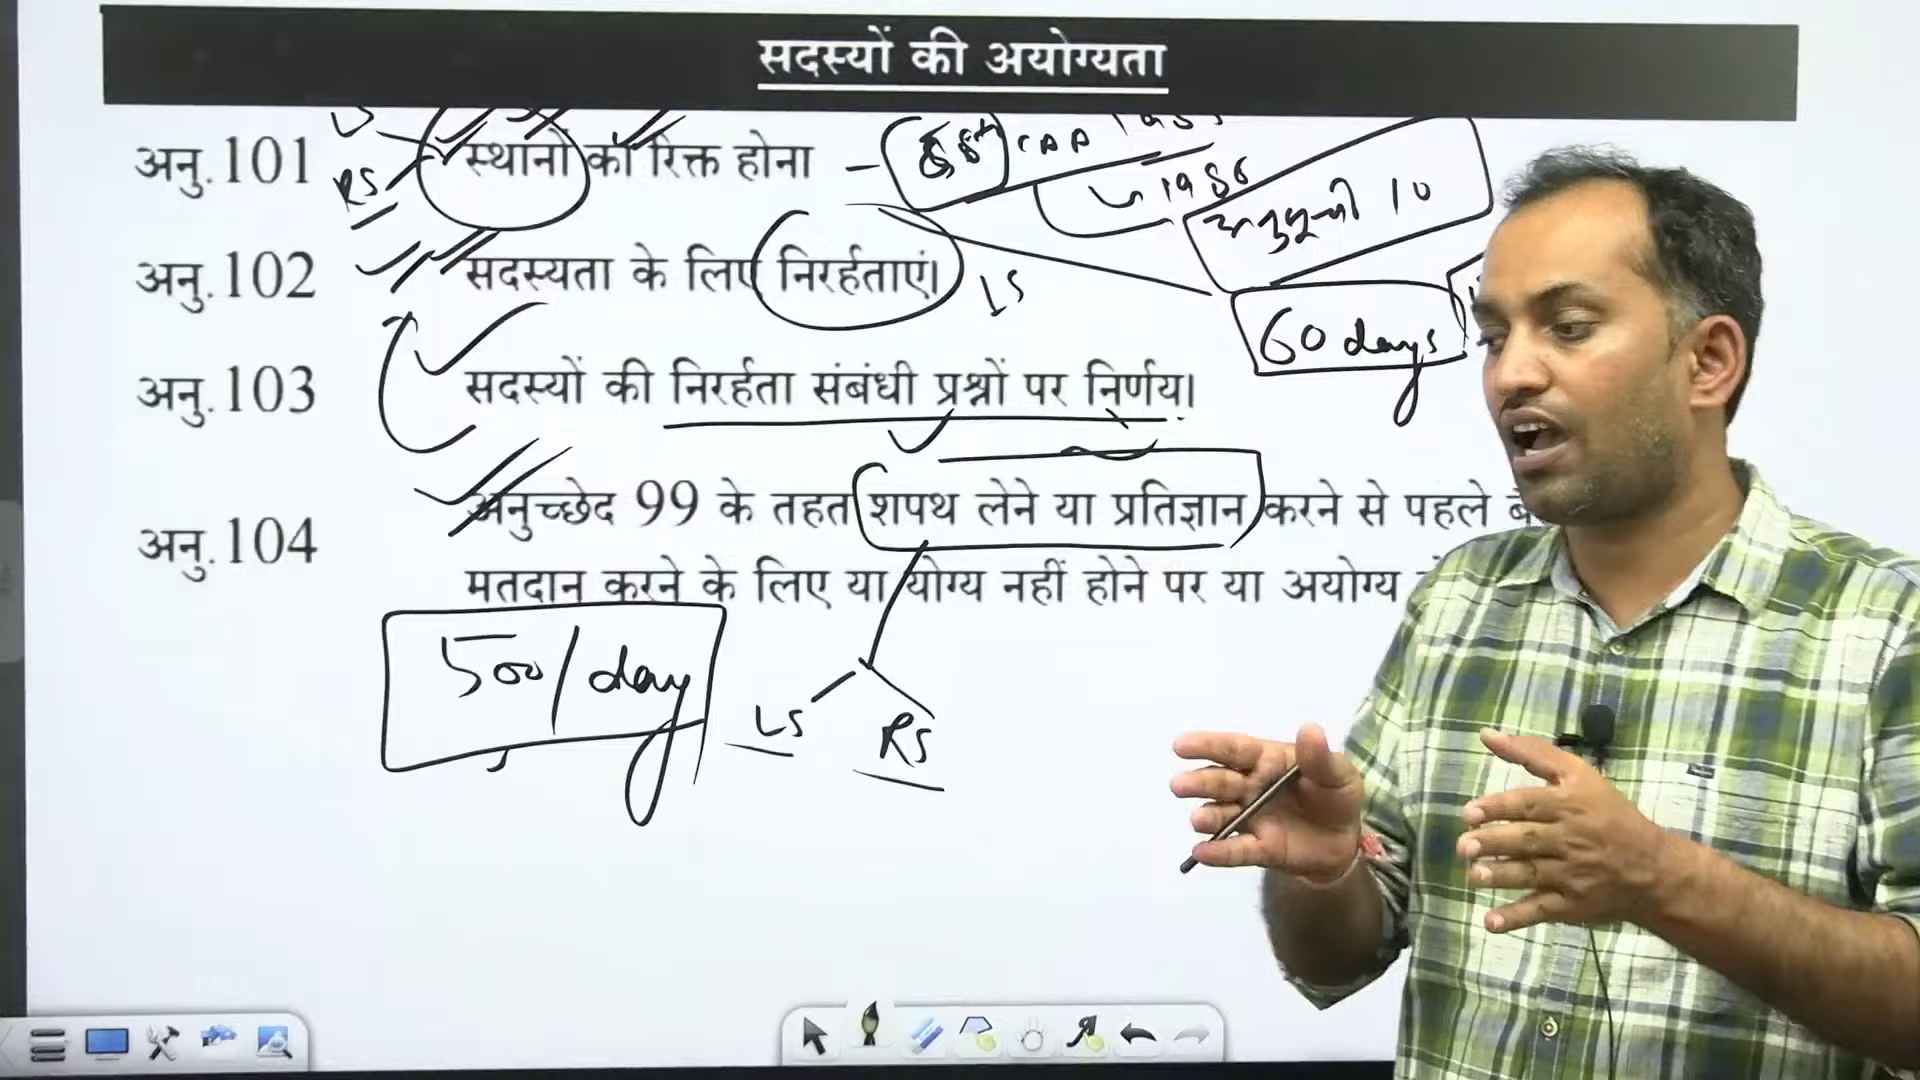 सदस्यों की अयोग्यता
अनु.101 स्थानों का रिक्त होना
LS
RS
1985
1986
अनुसूची 10
60 days
अनु.102 सदस्यता के लिए निरर्हताएं।
LS
अनु.103 सदस्यों की निरर्हता संबंधी प्रश्नों पर निर्णय।
अनु.104 अनुच्छेद 99 के तहत शपथ लेने या प्रतिज्ञान करने से पहले
मतदान करने के लिए या योग्य नहीं होने पर या अयोग्य
500/day
LS
RS